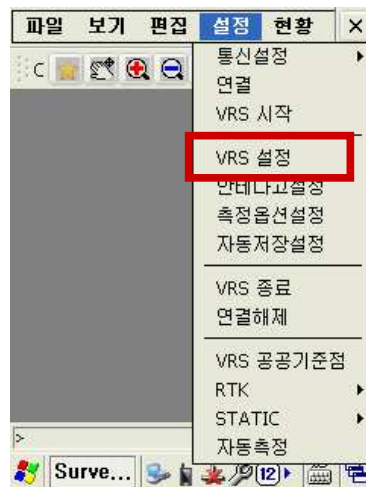 파일 보기 편집 설정 현황 ×
C
통신설정
연결
VRS 시작
VRS 설정
안테나고설정
측정옵션설정
자동저장설정
VRS 종료
연결해제
VRS 공공기준점
RTK
STATIC
자동측정
>
Surve... 12